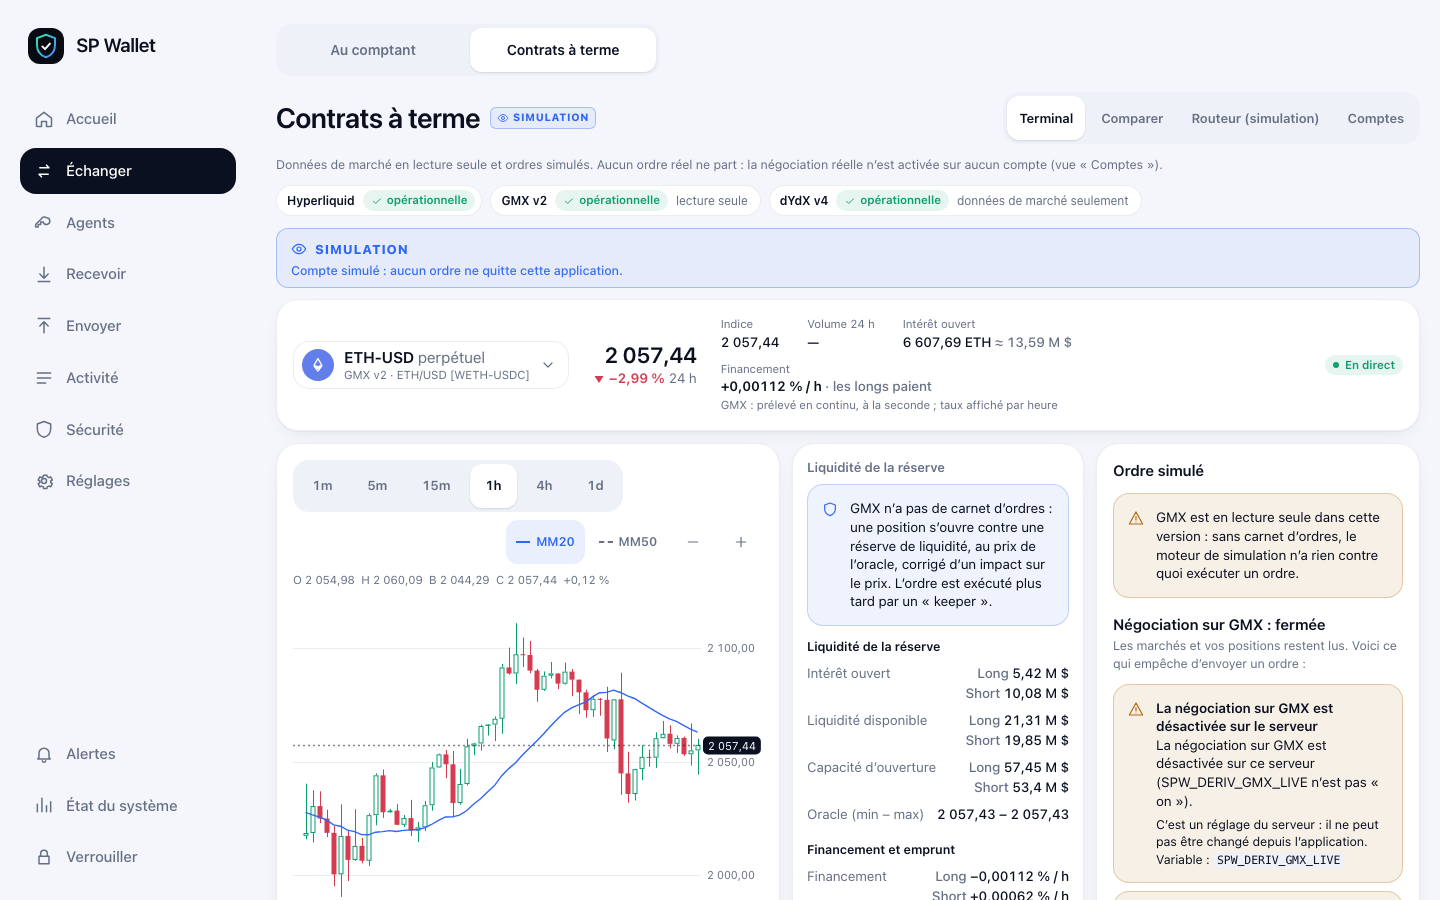 SP Wallet
Au comptant
Contrats à terme
Accueil
Échanger
Agents
Recevoir
Envoyer
Activité
Sécurité
Réglages
Alertes
État du système
Verrouiller
Contrats à terme
SIMULATION
Terminal
Comparer
Routeur (simulation)
Comptes
Données de marché en lecture seule et ordres simulés. Aucun ordre réel ne part : la négociation réelle n’est activée sur aucun compte (vue « Comptes »).
Hyperliquid opérationnelle
GMX v2 opérationnelle lecture seule
dYdX v4 opérationnelle données de marché seulement
SIMULATION
Compte simulé : aucun ordre ne quitte cette application.
ETH-USD perpétuel
GMX v2 · ETH/USD [WETH-USDC]
2 057,44
▼ −2,99 % 24 h
Indice
2 057,44
Volume 24 h
—
Intérêt ouvert
6 607,69 ETH ≈ 13,59 M $
Financement
+0,00112 % / h · les longs paient
GMX : prélevé en continu, à la seconde ; taux affiché par heure
En direct
1m 5m 15m 1h 4h 1d
MM20 MM50 − +
O 2 054,98 H 2 060,09 B 2 044,29 C 2 057,44 +0,12 %
2 100,00
2 057,44
2 050,00
2 000,00
Liquidité de la réserve
GMX n’a pas de carnet d’ordres :
une position s’ouvre contre une
réserve de liquidité, au prix de
l’oracle, corrigé d’un impact sur
le prix. L’ordre est exécuté plus
tard par un « keeper ».
Liquidité de la réserve
Intérêt ouvert Long 5,42 M $
Short 10,08 M $
Liquidité disponible Long 21,31 M $
Short 19,85 M $
Capacité d’ouverture Long 57,45 M $
Short 53,4 M $
Oracle (min – max) 2 057,43 – 2 057,43
Financement et emprunt
Financement Long −0,00112 % / h
Short +0,00062 % / h
Ordre simulé
GMX est en lecture seule dans cette
version : sans carnet d’ordres, le
moteur de simulation n’a rien contre
quoi exécuter un ordre.
Négociation sur GMX : fermée
Les marchés et vos positions restent lus. Voici ce
qui empêche d’envoyer un ordre :
La négociation sur GMX est
désactivée sur le serveur
La négociation sur GMX est
désactivée sur ce serveur
(SPW_DERIV_GMX_LIVE n’est pas «
on »).
C’est un réglage du serveur : il ne peut
pas être changé depuis l’application.
Variable : SPW_DERIV_GMX_LIVE